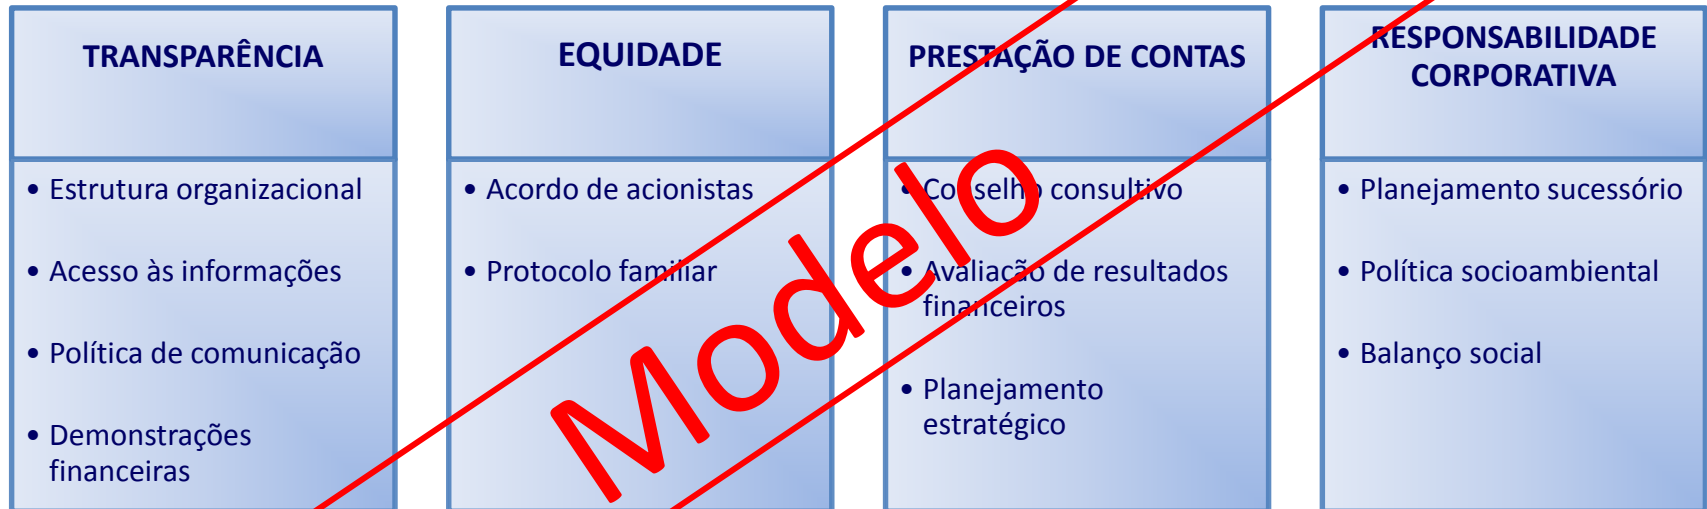 TRANSPARÊNCIA
• Estrutura organizacional
• Acesso às informações
• Política de comunicação
• Demonstrações
financeiras
EQUIDADE
• Acordo de acionistas
• Protocolo familiar
PRESTAÇÃO DE CONTAS
• Conselho consultivo
• Avaliação de resultados
financeiros
• Planejamento
estratégico
RESPONSABILIDADE
CORPORATIVA
• Planejamento sucessório
• Política socioambiental
• Balanço social
Modelo